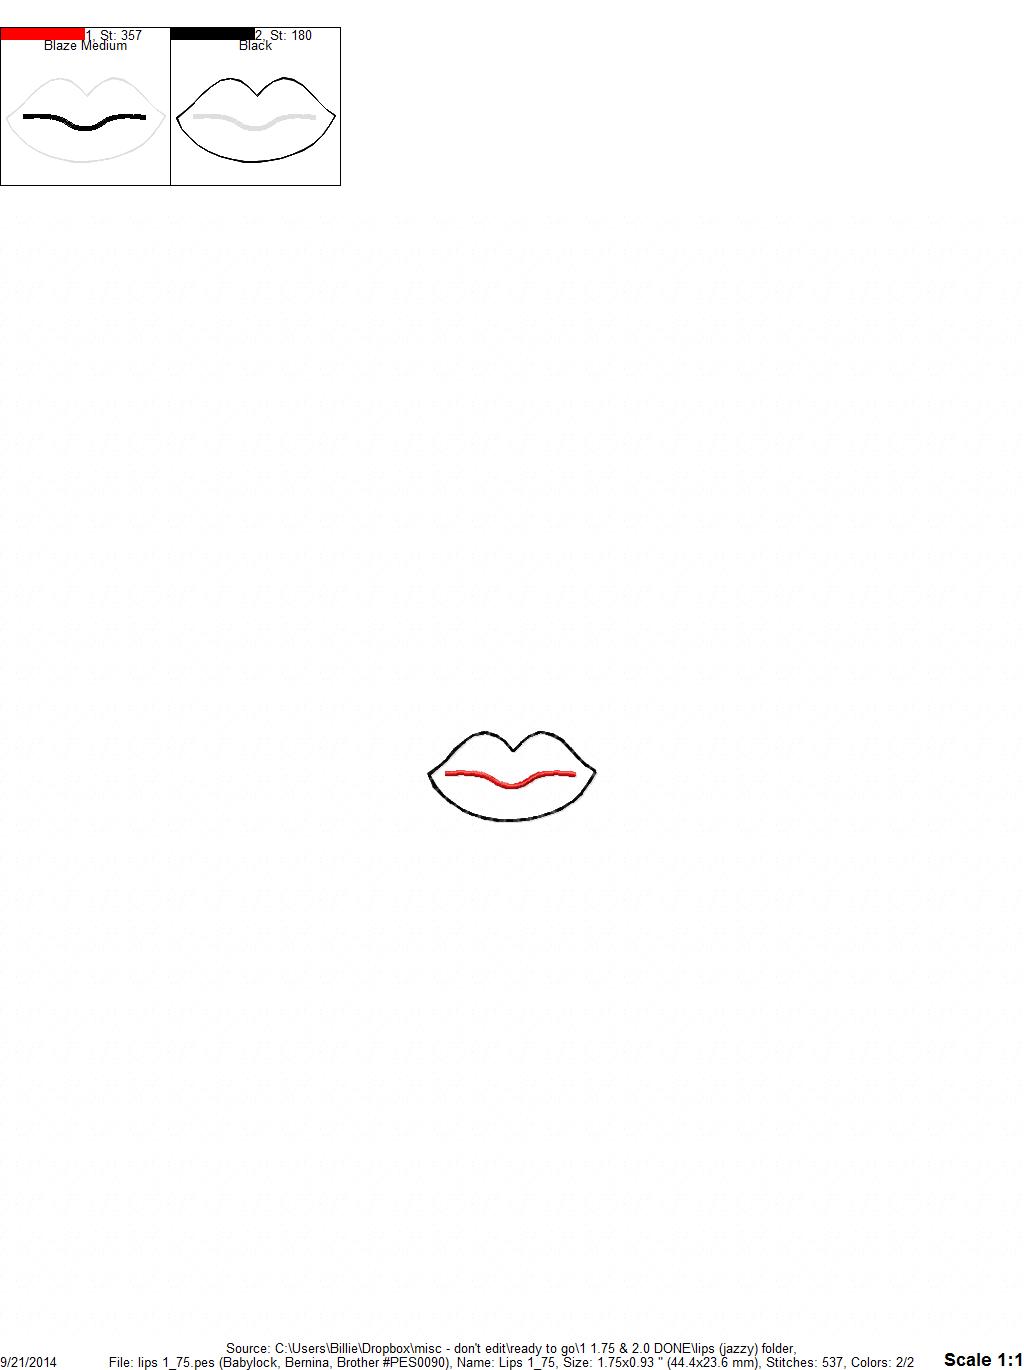 1, St: 357
Blaze Medium
2, St: 180
Black
Source: C:\Users\Billie\Dropbox\misc - don't edit\ready to go\1 1.75 & 2.0 DONE\lips (jazzy) folder,
9/21/2014 File: lips 1_75.pes (Babylock, Bernina, Brother #PES0090), Name: Lips 1_75, Size: 1.75x0.93 " (44.4x23.6 mm), Stitches: 537, Colors: 2/2 Scale 1:1